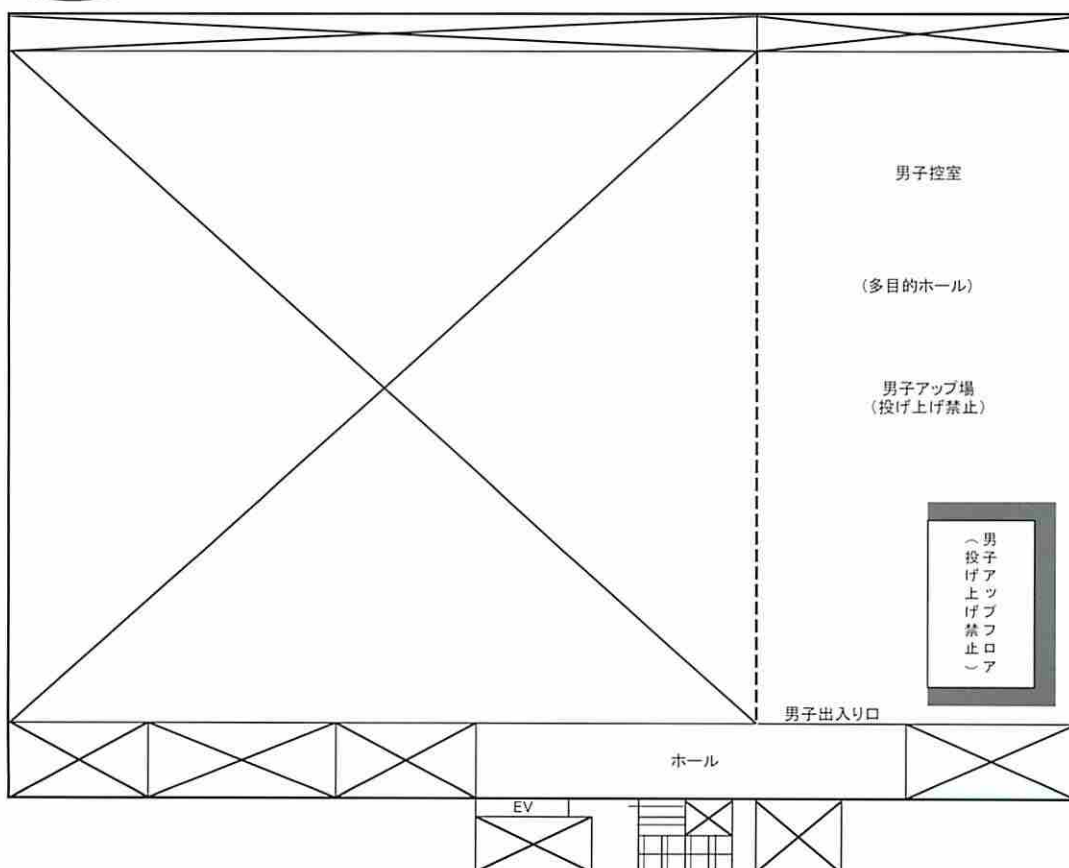 男子控室
(多目的ホール)
男子アップ場
(投げ上げ禁止)
男子アップフロア
(投げ上げ禁止)
男子出入り口
ホール
EV